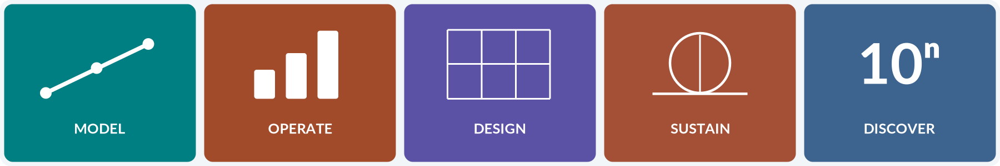 MODEL
OPERATE
DESIGN
SUSTAIN
10ⁿ
DISCOVER